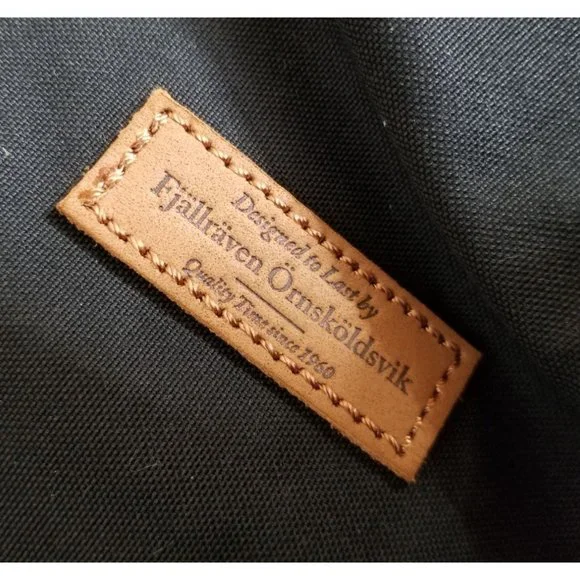 Designed to Last by
Fjällräven Örnsköldsvik
Quality Time since 1960